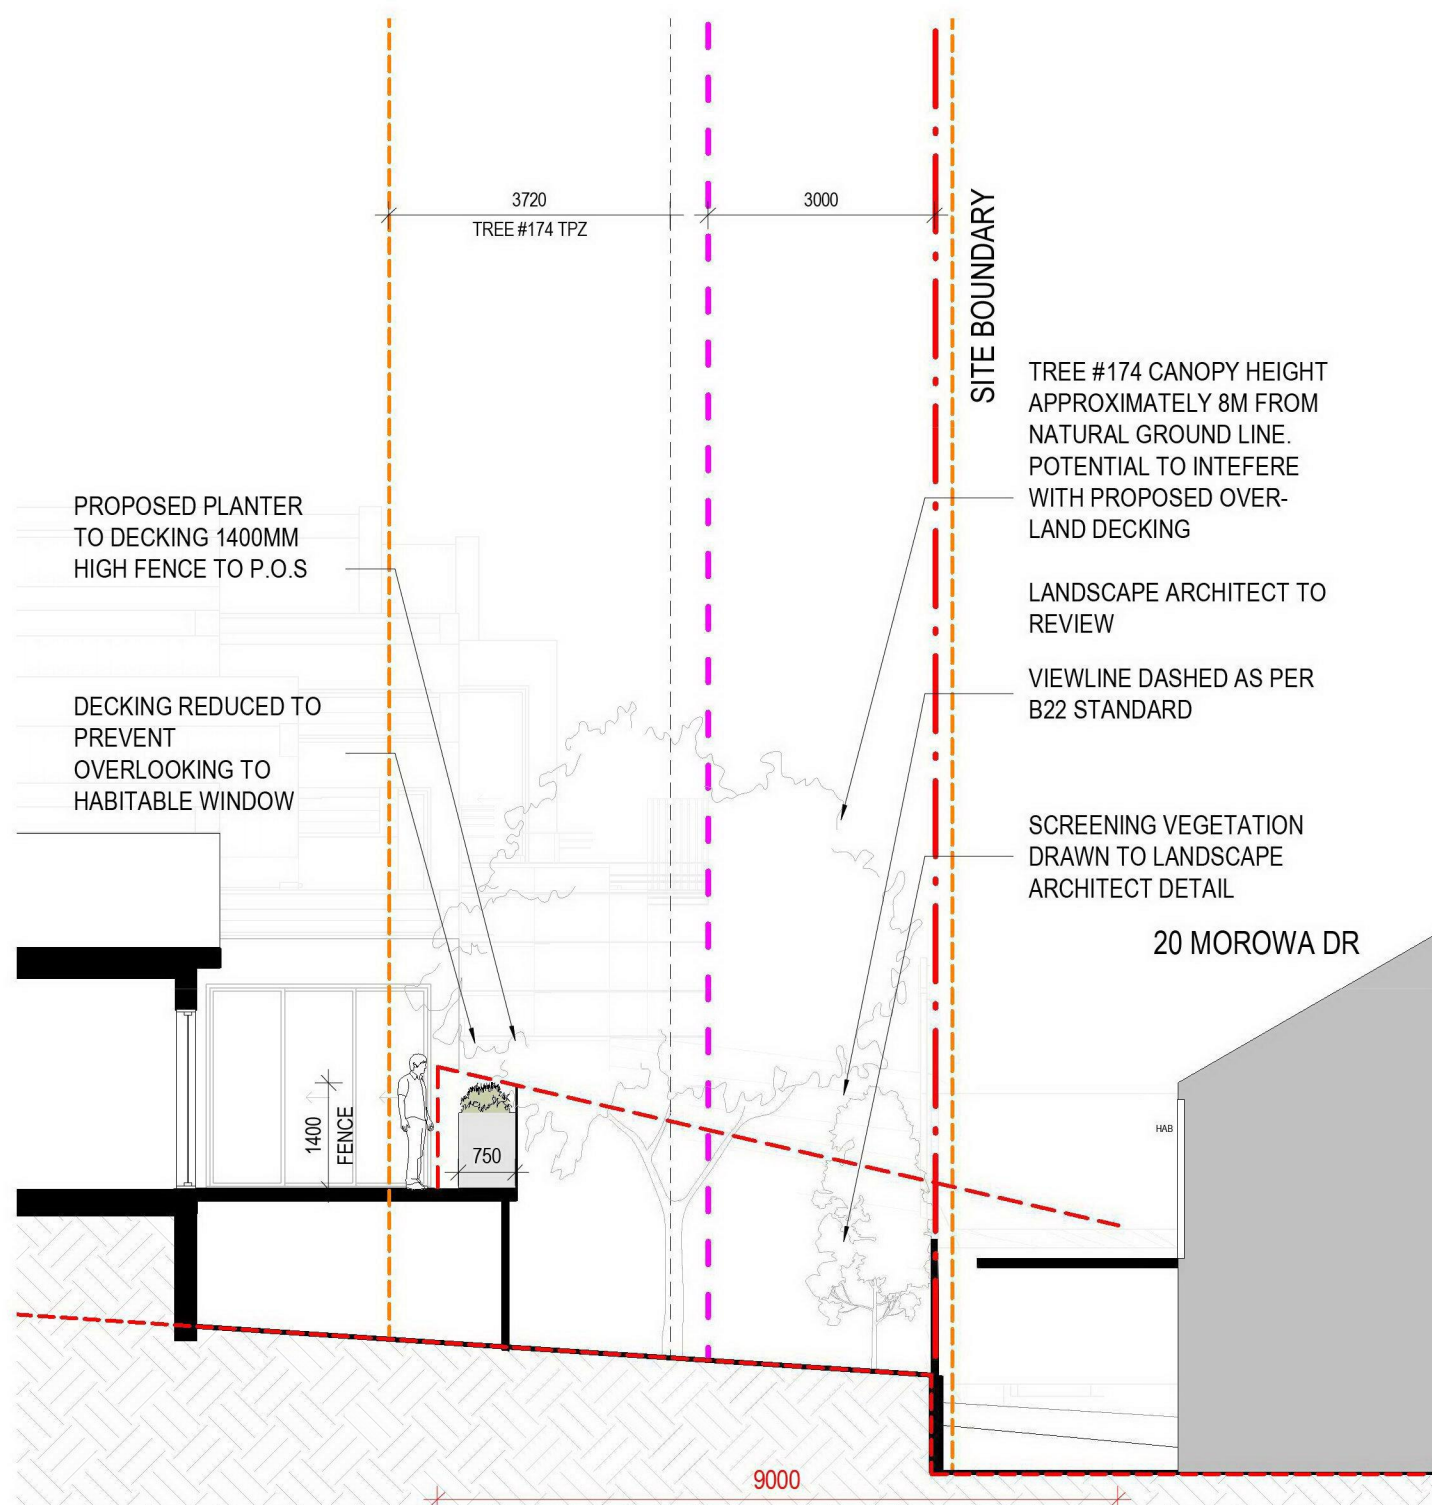 3720
TREE #174 TPZ
3000
SITE BOUNDARY
TREE #174 CANOPY HEIGHT
APPROXIMATELY 8M FROM
NATURAL GROUND LINE.
POTENTIAL TO INTEFERE
WITH PROPOSED OVER-
LAND DECKING
LANDSCAPE ARCHITECT TO
REVIEW
VIEWLINE DASHED AS PER
B22 STANDARD
SCREENING VEGETATION
DRAWN TO LANDSCAPE
ARCHITECT DETAIL
20 MOROWA DR
PROPOSED PLANTER
TO DECKING 1400MM
HIGH FENCE TO P.O.S
DECKING REDUCED TO
PREVENT
OVERLOOKING TO
HABITABLE WINDOW
1400
FENCE
750
HAB
9000